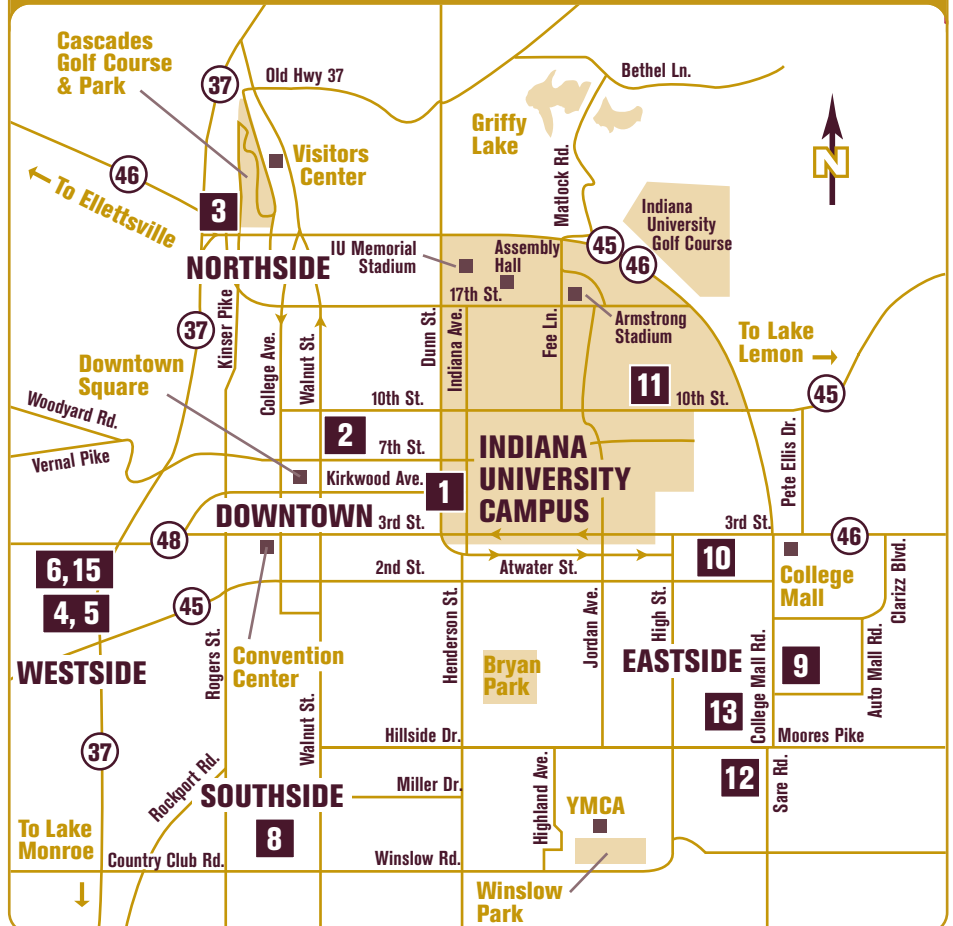 Cascades
Golf Course
& Park
37
Old Hwy 37
Bethel Ln.
Griffy
Lake
Matlock Rd.
N
46
To Ellettsville
Visitors
Center
3
NORTHSIDE
IU Memorial
Stadium
Assembly
Hall
17th St.
45
46
Indiana
University
Golf Course
37
Kinser Pike
College Ave.
Walnut St.
Dunn St.
Indiana Ave.
Fee Ln.
Armstrong
Stadium
To Lake
Lemon
45
Downtown
Square
Woodyard Rd.
Vernal Pike
10th St.
11
10th St.
2
7th St.
Kirkwood Ave.
1
INDIANA
UNIVERSITY
CAMPUS
Pete Ellis Dr.
DOWNTOWN
3rd St.
3rd St.
48
46
6, 15
4, 5
45
2nd St.
Atwater St.
10
College
Mall
Clarizz Blvd.
WESTSIDE
Rogers St.
Convention
Center
Walnut St.
Henderson St.
Bryan
Park
Jordan Ave.
High St.
EASTSIDE
College Mall Rd.
9
Auto Mall Rd.
13
37
Hillside Dr.
Moores Pike
Rockport Rd.
SOUTHSIDE
Miller Dr.
Highland Ave.
12
Sare Rd.
YMCA
8
To Lake
Monroe
Country Club Rd.
Winslow Rd.
Winslow
Park